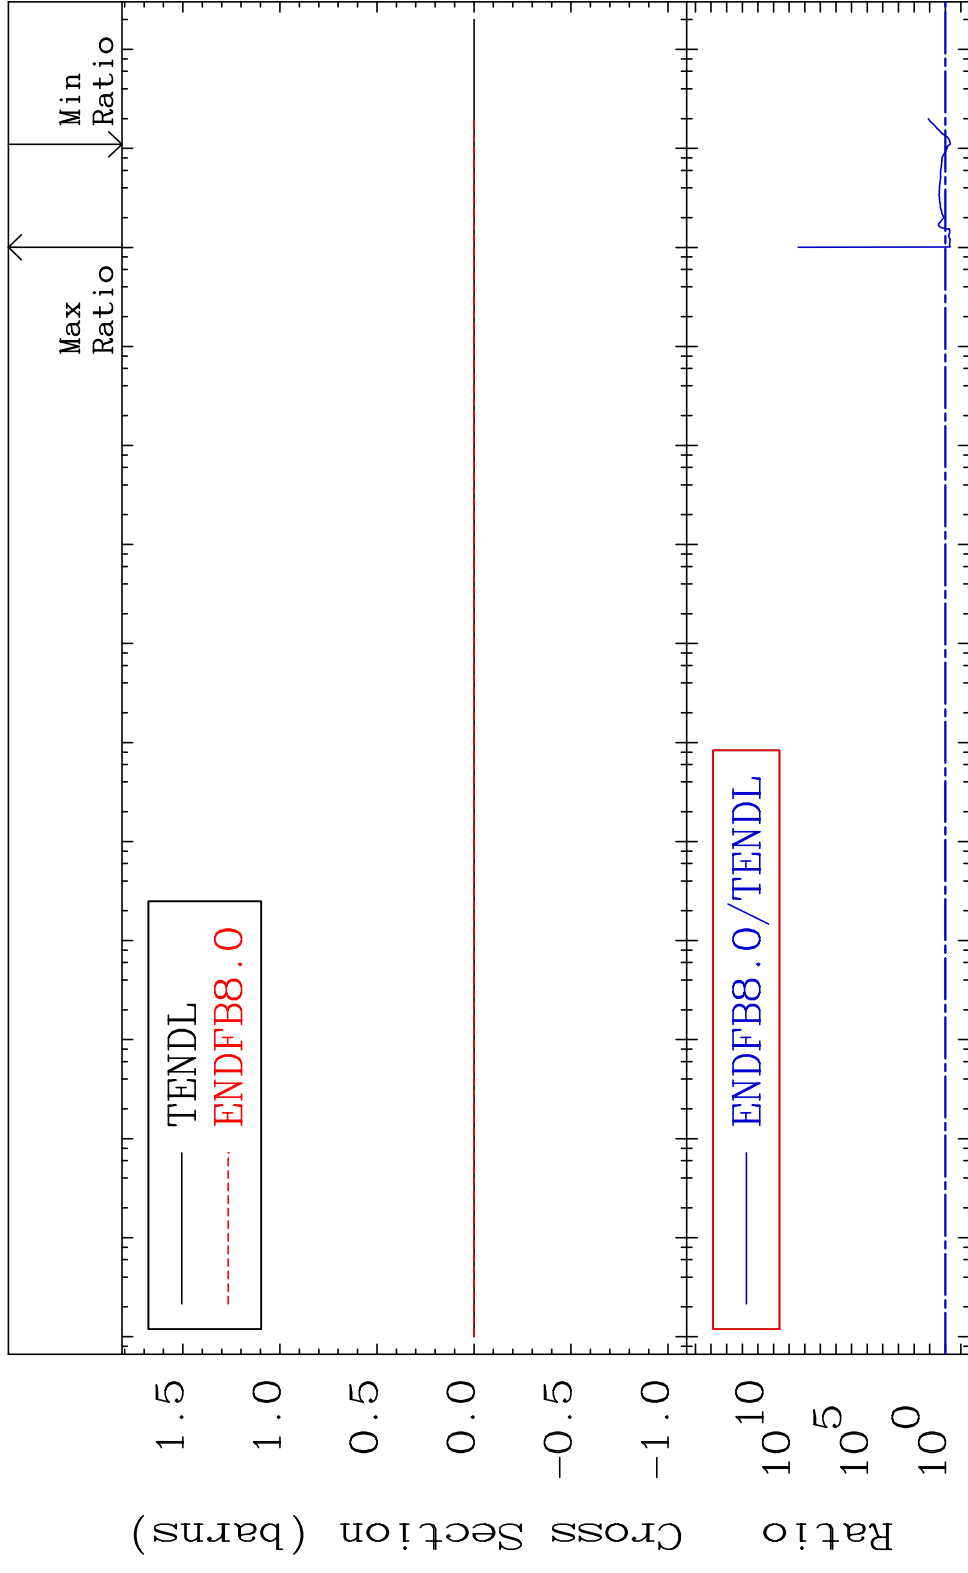 Max
Ratio
Min
Ratio
TENDL
ENDFB8.0
1.5
1.0
0.5
0.0
-0.5
-1.0
Cross Section (barns)
ENDFB8.0/TENDL
10^10
10^5
10^0
Ratio